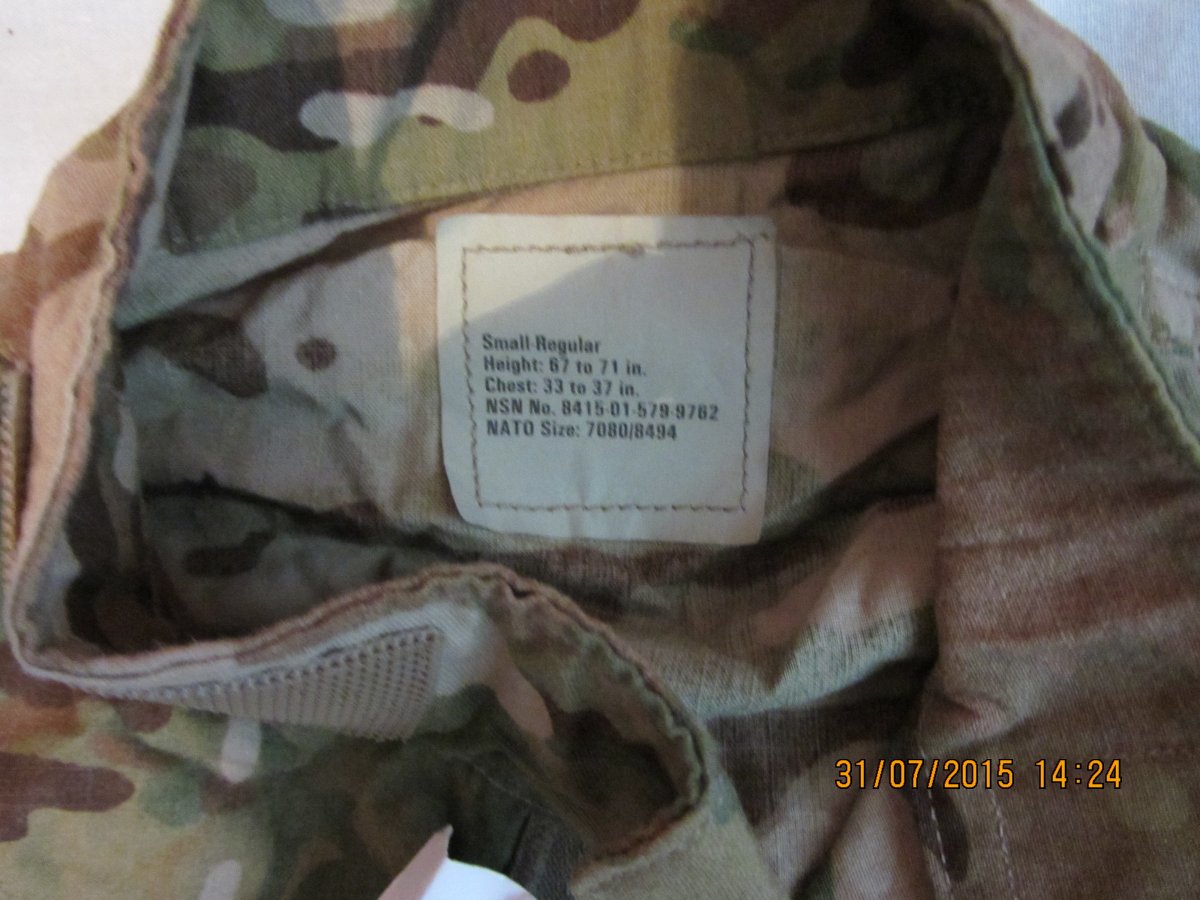 Small-Regular
Height: 67 to 71 in.
Chest: 33 to 37 in.
NSN No. 8415-01-579-9762
NATO Size: 7080/8494
31/07/2015 14:24